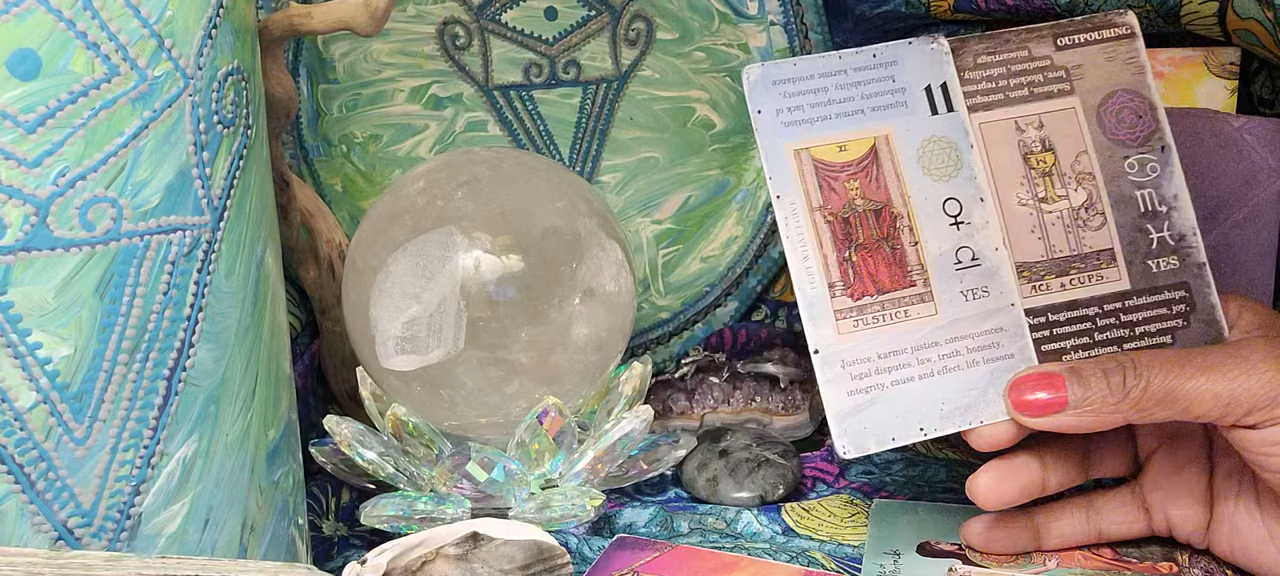 Injustice, karmic retribution,
dishonesty, corruption, lack of
Accountability, dishonesty
unfairness, karmic avoidance
11
II
JUSTICE.
YES
Justice, karmic justice, consequences,
legal disputes, law, truth, honesty,
integrity, cause and effect, life lessons
OUTPOURING
Sadness, pain, unrequit
love, blocked or repress
emotions, infertility,
miscarriage
ACE of CUPS.
YES
New beginnings, new relationships,
new romance, love, happiness, joy,
conception, fertility, pregnancy,
celebrations, socializing